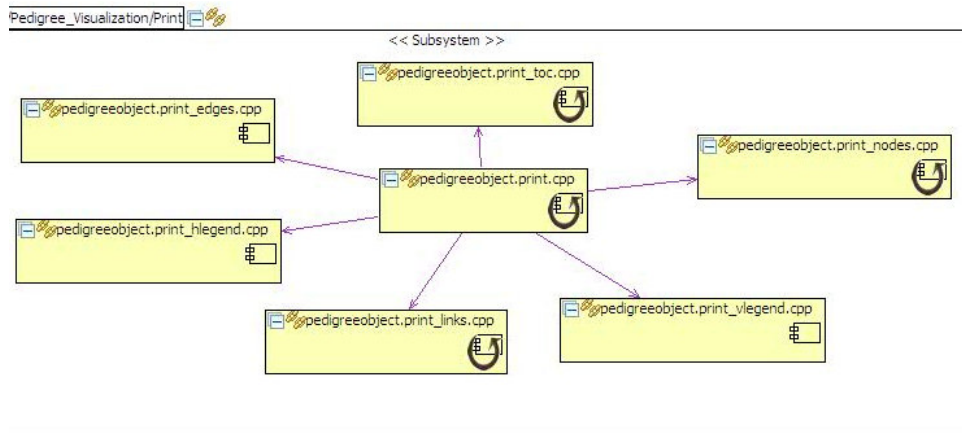 /Pedigree_Visualization/Print
<< Subsystem >>
pedigreeobject.print_toc.cpp
pedigreeobject.print_edges.cpp
pedigreeobject.print_nodes.cpp
pedigreeobject.print.cpp
pedigreeobject.print_hlegend.cpp
pedigreeobject.print_links.cpp
pedigreeobject.print_vlegend.cpp